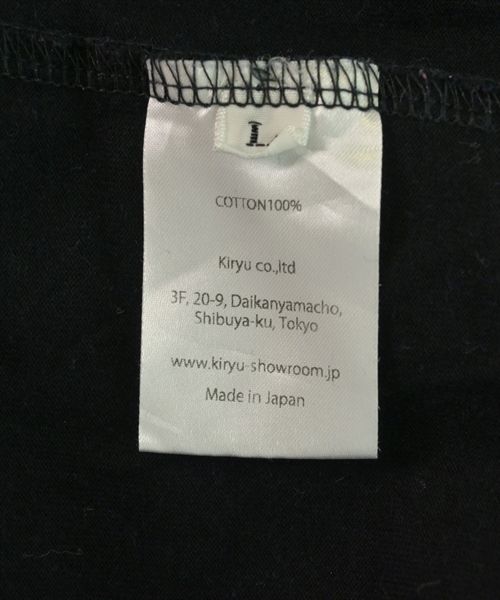 COTTON100%
Kiryu co.,ltd
3F, 20-9, Daikanyamacho,
Shibuya-ku, Tokyo
www.kiryu-showroom.jp
Made in Japan